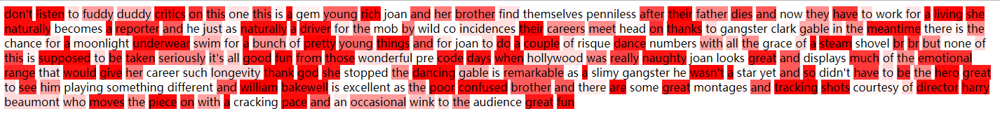 don't listen to fuddy duddy critics on this one this is a gem young rich joan and her brother find themselves penniless after their father dies and now they have to work for a living she
naturally becomes a reporter and he just as naturally a driver for the mob by wild co incidences their careers meet head on thanks to gangster clark gable in the meantime there is the
chance for a moonlight underwear swim for a bunch of pretty young things and for joan to do a couple of risque dance numbers with all the grace of a steam shovel br br but none of
this is supposed to be taken seriously it's all good fun from those wonderful pre code days when hollywood was really naughty joan looks great and displays much of the emotional
range that would give her career such longevity thank god she stopped the dancing gable is remarkable as a slimy gangster he wasn't a star yet and so didn't have to be the hero great
to see him playing something different and william bakewell is excellent as the poor confused brother and there are some great montages and tracking shots courtesy of director harry
beaumont who moves the piece on with a cracking pace and an occasional wink to the audience great fun